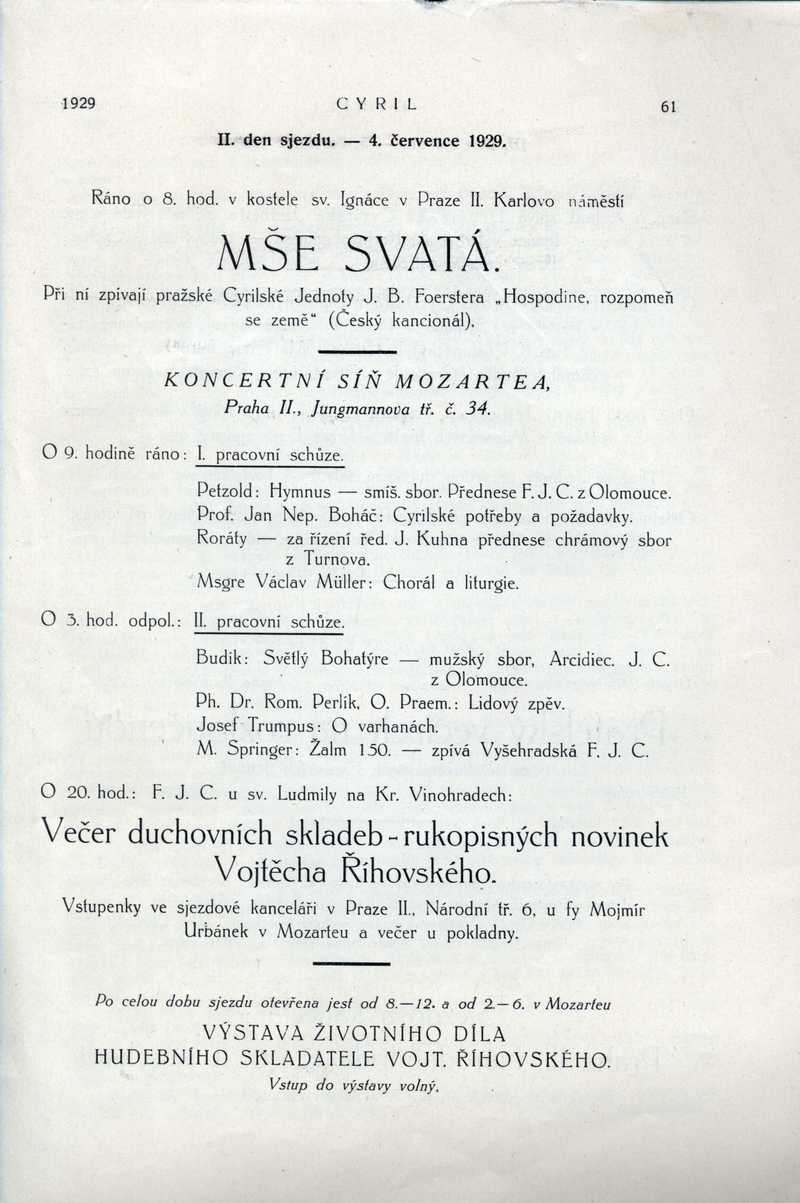 1929 CYRIL 61
II. den sjezdu. — 4. července 1929.
Ráno o 8. hod. v kostele sv. Ignáce v Praze II. Karlovo náměstí
MŠE SVATÁ.
Při ní zpívají pražské Cyrilské Jednoty J. B. Foerstera „Hospodine, rozpomeň
se země“ (Český kancionál),
KONCERTNÍ SÍŇ MOZARTEA,
Praha II., Jungmannova tř. č. 34.
O 9. hodině ráno: I. pracovní schůze.
Petzold: Hymnus — smíš. sbor. Přednese F. J. C. z Olomouce.
Prof. Jan Nep. Boháč: Cyrilské potřeby a požadavky.
Roráty — za řízení řed. J. Kuhna přednese chrámový sbor
z Turnova.
Msgre Václav Müller: Chorál a liturgie.
O 3. hod. odpol.: II. pracovní schůze.
Budik: Světlý Bohatýre — mužský sbor, Arcidiec. J. C.
z Olomouce.
Ph. Dr. Rom. Perlík, O. Praem.: Lidový zpěv.
Josef Trumpus: O varhanách.
M. Springer: Žalm 150. — zpívá Vyšehradská F. J. C.
O 20. hod.: F. J. C. u sv. Ludmily na Kr. Vinohradech:
Večer duchovních skladeb - rukopisných novinek
Vojtěcha Říhovského.
Vstupenky ve sjezdové kanceláři v Praze II., Národní tř. 6, u fy Mojmír
Urbánek v Mozarteu a večer u pokladny.
Po celou dobu sjezdu otevřena jest od 8.—12. a od 2.—6. v Mozarteu
VÝSTAVA ŽIVOTNÍHO DÍLA
HUDEBNÍHO SKLADATELE VOJT. ŘÍHOVSKÉHO.
Vstup do výstavy volný.